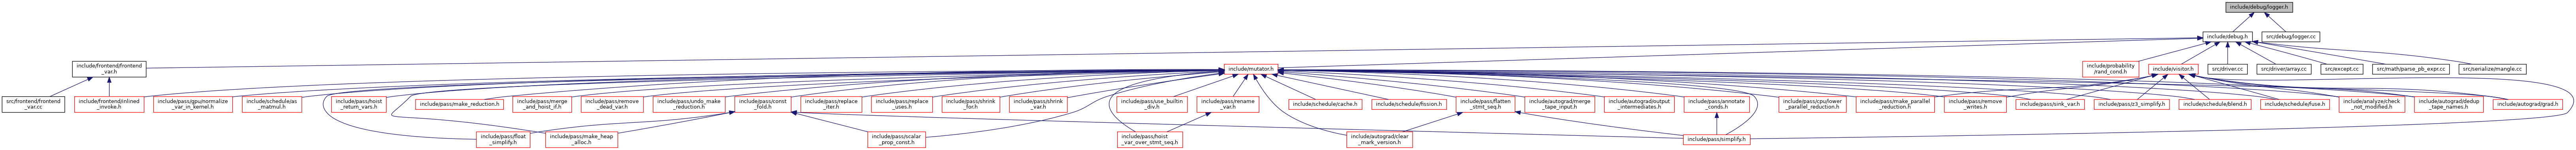 include/debug/logger.h
include/debug.h
src/debug/logger.cc
include/frontend/frontend
_var.h
include/mutator.h
include/probability
/rand_cond.h
include/visitor.h
src/driver.cc
src/driver/array.cc
src/except.cc
src/math/parse_pb_expr.cc
src/serialize/mangle.cc
src/frontend/frontend
_var.cc
include/frontend/inlined
_invoke.h
include/pass/gpu/normalize
_var_in_kernel.h
include/schedule/as
_matmul.h
include/pass/hoist
_return_vars.h
include/pass/make_reduction.h
include/pass/merge
_and_hoist_if.h
include/pass/remove
_dead_var.h
include/pass/undo_make
_reduction.h
include/pass/const
_fold.h
include/pass/replace
_iter.h
include/pass/replace
_uses.h
include/pass/shrink
_for.h
include/pass/shrink
_var.h
include/pass/use_builtin
_div.h
include/pass/rename
_var.h
include/schedule/cache.h
include/schedule/fission.h
include/pass/flatten
_stmt_seq.h
include/autograd/merge
_tape_input.h
include/autograd/output
_intermediates.h
include/pass/annotate
_conds.h
include/pass/cpu/lower
_parallel_reduction.h
include/pass/make_parallel
_reduction.h
include/pass/remove
_writes.h
include/pass/sink_var.h
include/pass/z3_simplify.h
include/schedule/blend.h
include/schedule/fuse.h
include/analyze/check
_not_modified.h
include/autograd/dedup
_tape_names.h
include/autograd/grad.h
include/pass/float
_simplify.h
include/pass/make_heap
_alloc.h
include/pass/scalar
_prop_const.h
include/pass/hoist
_var_over_stmt_seq.h
include/autograd/clear
_mark_version.h
include/pass/simplify.h